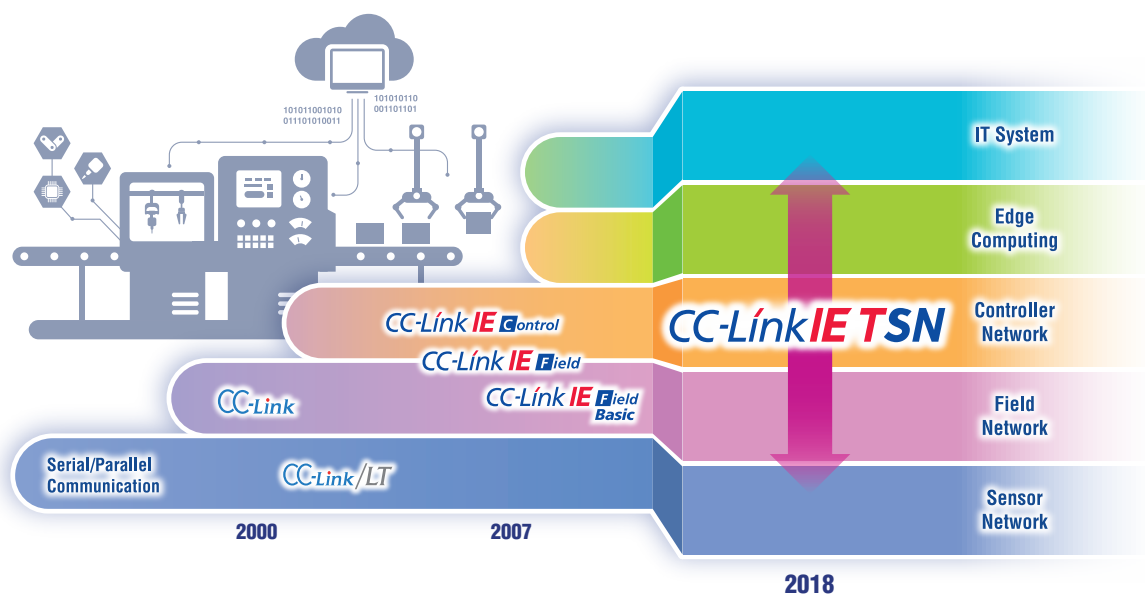 101011001010
011101010011
101010110
001101101
IT System
Edge
Computing
CC-Link IE Control
CC-Link IE TSN
Controller
Network
CC-Link IE Field
CC-Link
CC-Link IE Field
Basic
Field
Network
Serial/Parallel
Communication
CC-Link/LT
Sensor
Network
2000
2007
2018